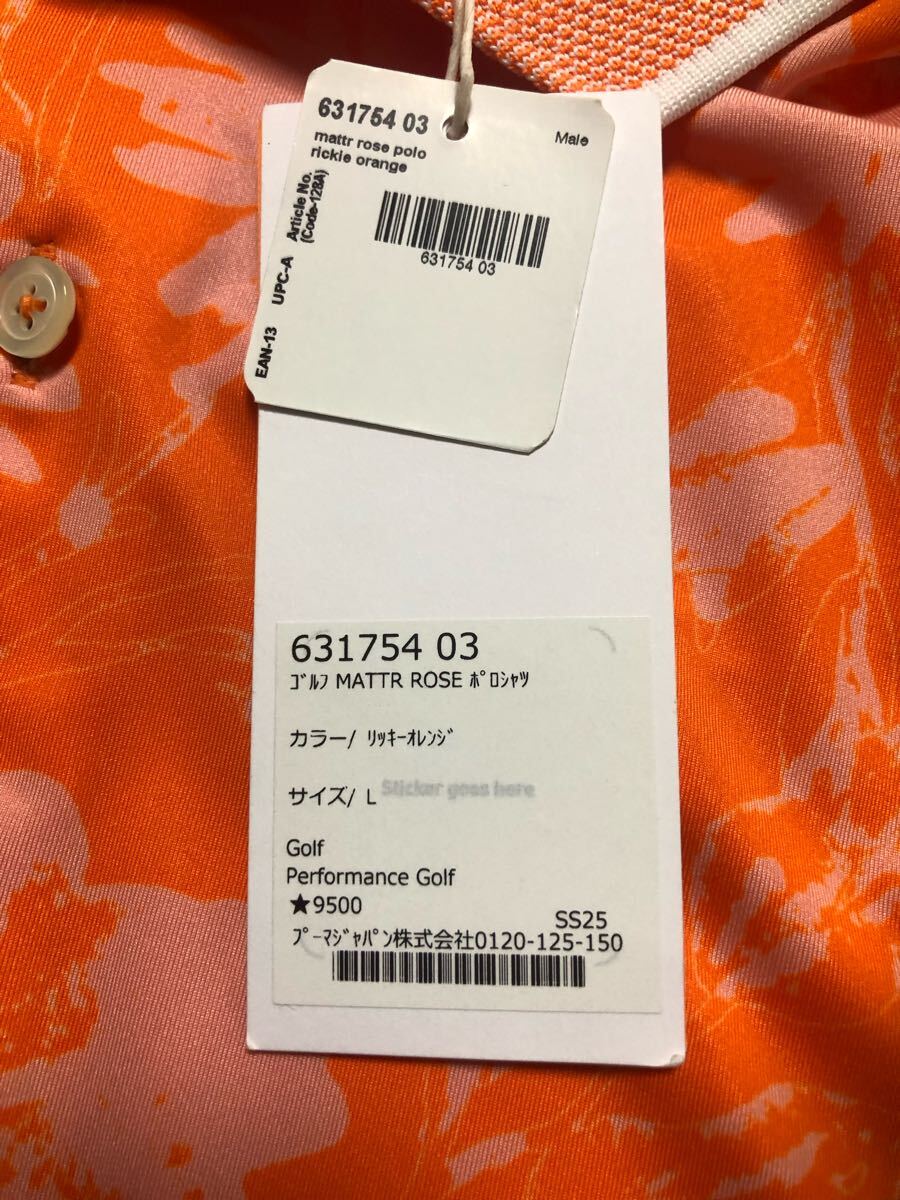 631754 03
mattr rose polo
rickie orange
Male
Article No.
(Code-128A)
UPC-A
EAN-13
631754 03
631754 03
ｺﾞﾙﾌ MATTR ROSE ﾎﾟﾛｼｬﾂ
カラー/ ﾘｯｷｰｵﾚﾝｼﾞ
サイズ/ L
Sticker goes here
Golf
Performance Golf
★9500
SS25
ﾌﾟｰﾏｼﾞｬﾊﾟﾝ株式会社0120-125-150